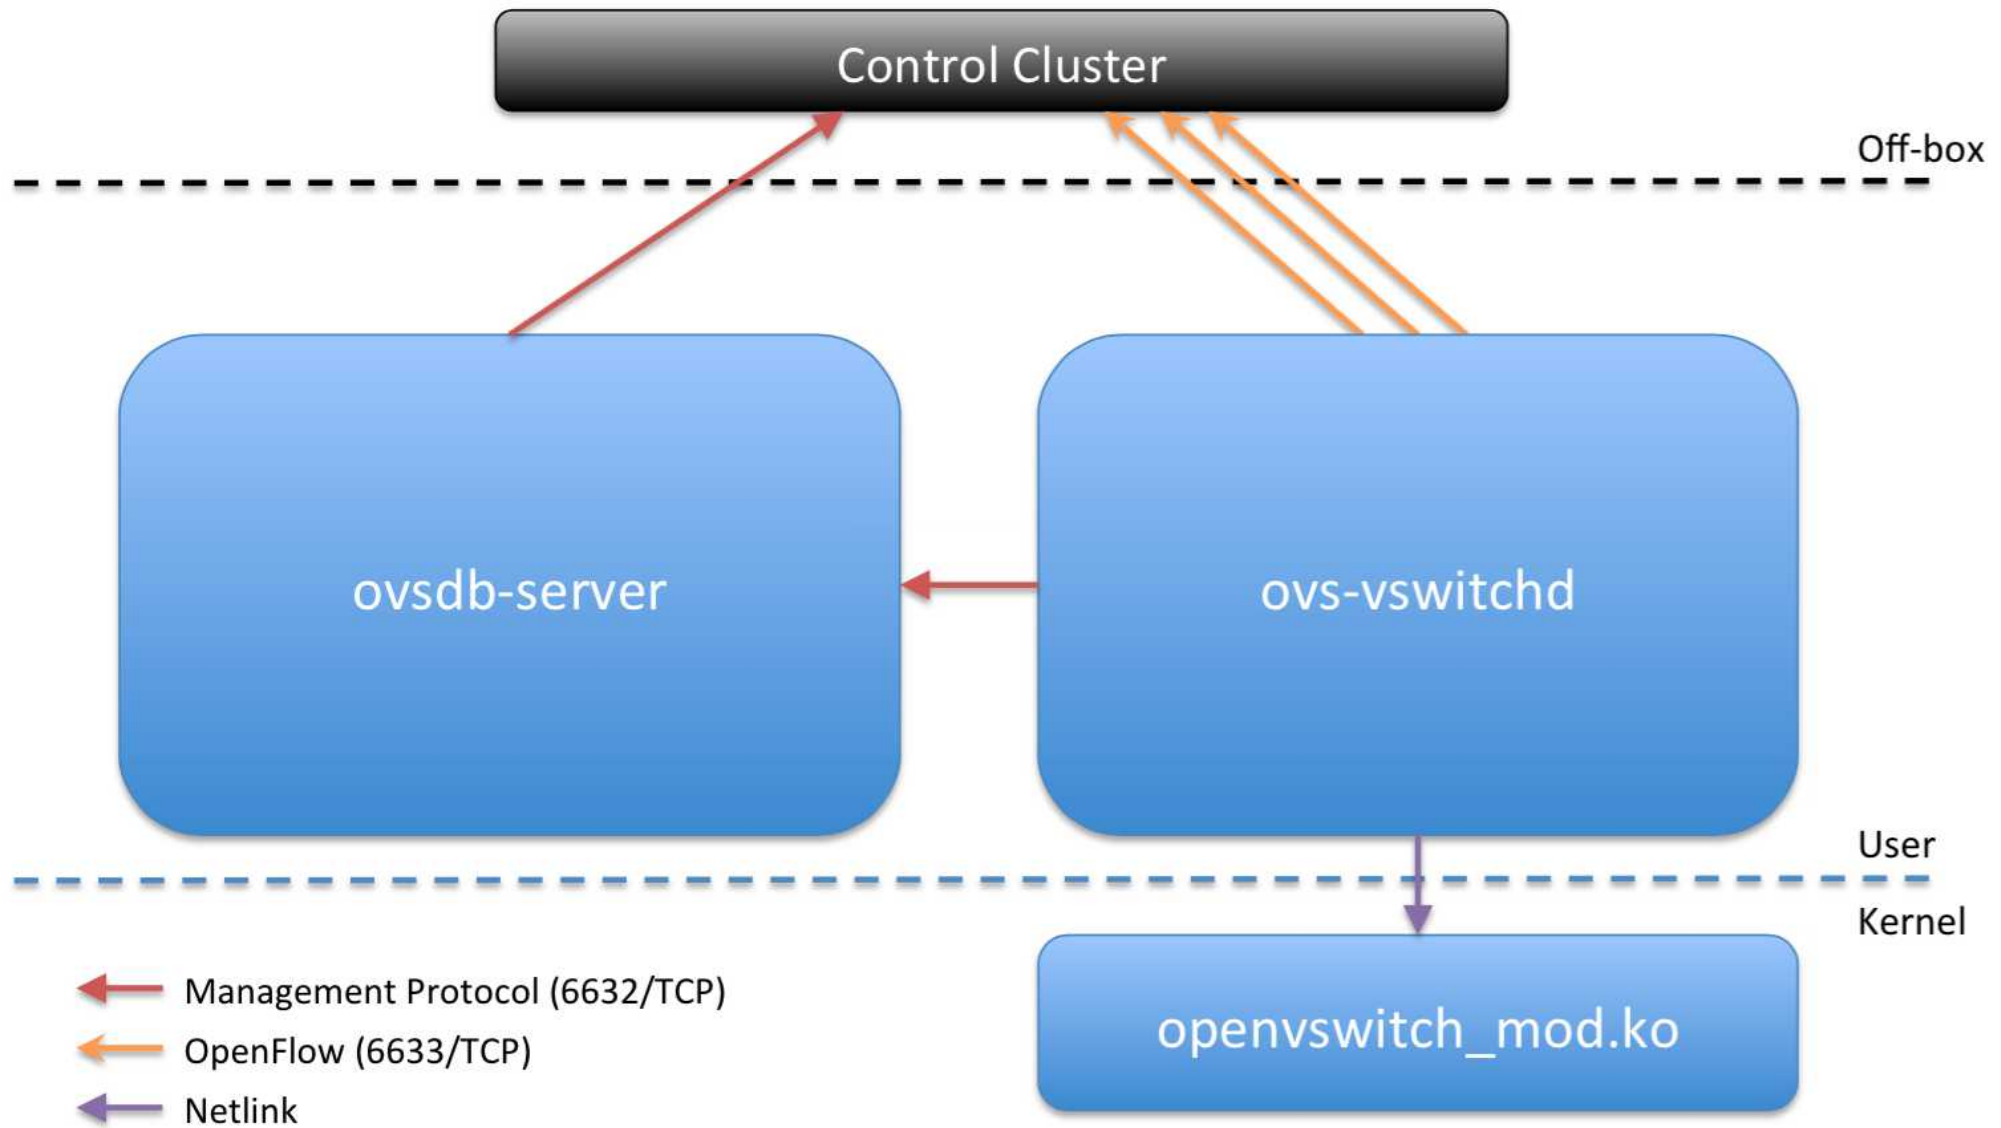 Control Cluster
Off-box
ovsdb-server
ovs-vswitchd
User
Kernel
openvswitch_mod.ko
Management Protocol (6632/TCP)
OpenFlow (6633/TCP)
Netlink